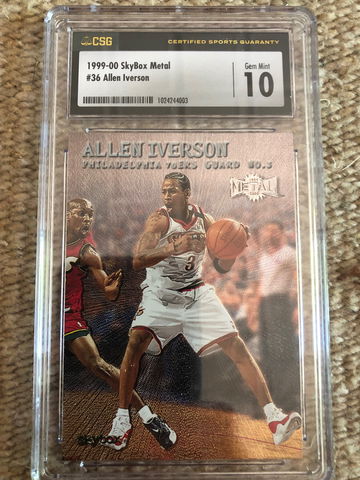 CSG
CERTIFIED SPORTS GUARANTY
1999-00 SkyBox Metal
#36 Allen Iverson
1024244003
Gem Mint
10
ALLEN IVERSON
PHILADELPHIA 76ERS GUARD NO.3
METAL
3
SKYBOX